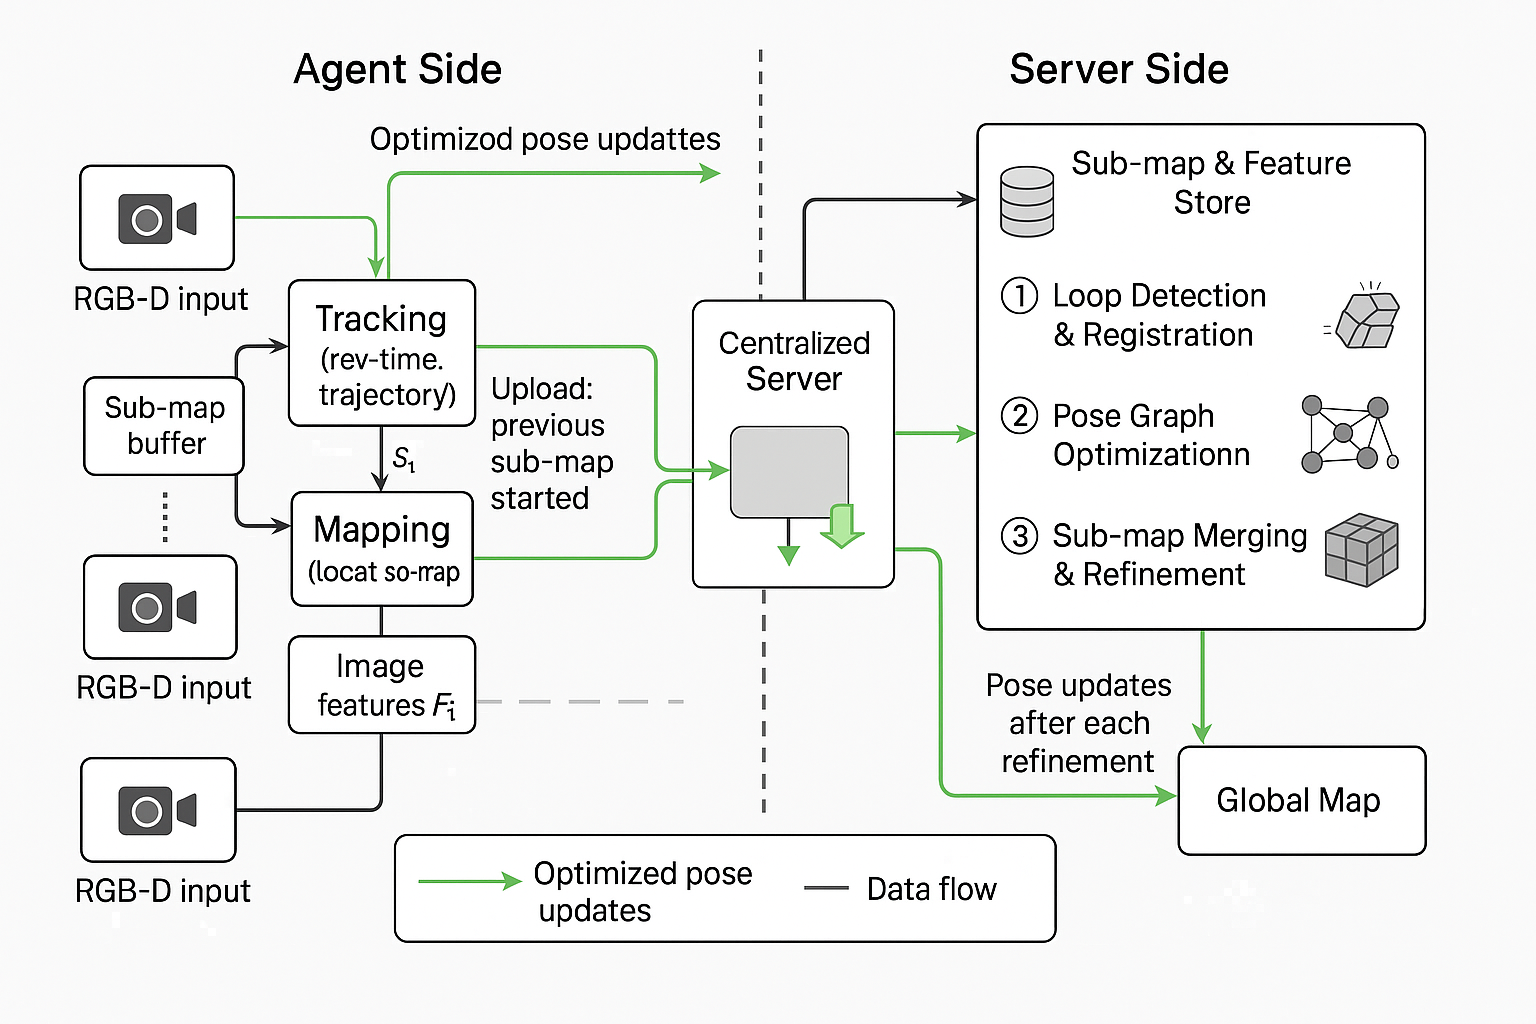 Agent Side
Server Side
Optimizod pose updattes
RGB-D input
Tracking
(rev-time.
trajectory)
Sub-map
buffer
S₁
Upload:
previous
sub-map
started
Mapping
(locat so-map
RGB-D input
Image
features Fi
RGB-D input
Centralized
Server
Sub-map & Feature
Store
1 Loop Detection
& Registration
2 Pose Graph
Optimizationn
3 Sub-map Merging
& Refinement
Pose updates
after each
refinement
Global Map
Optimized pose
updates
Data flow